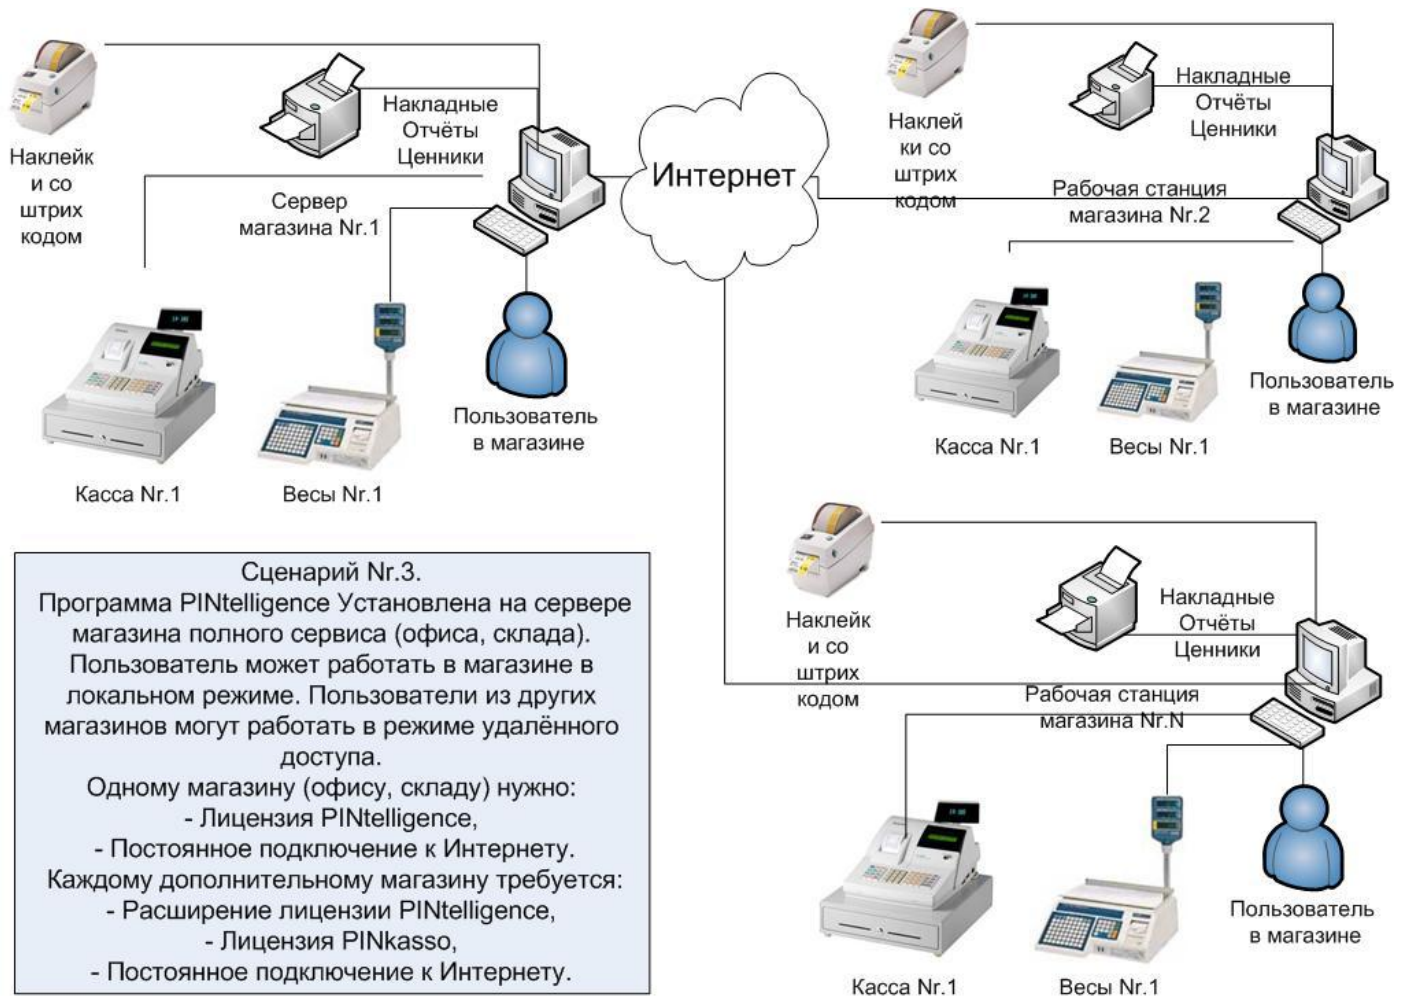 Наклейк
и со
штрих
кодом
Накладные
Отчёты
Ценники
Сервер
магазина Nr.1
Пользователь
в магазине
Касса Nr.1
Весы Nr.1
Интернет
Наклей
ки со
штрих
кодом
Накладные
Отчёты
Ценники
Рабочая станция
магазина Nr.2
Пользователь
в магазине
Касса Nr.1
Весы Nr.1
Сценарий Nr.3.
Программа PINtelligence Установлена на сервере
магазина полного сервиса (офиса, склада).
Пользователь может работать в магазине в
локальном режиме. Пользователи из других
магазинов могут работать в режиме удалённого
доступа.
Одному магазину (офису, складу) нужно:
- Лицензия PINtelligence,
- Постоянное подключение к Интернету.
Каждому дополнительному магазину требуется:
- Расширение лицензии PINtelligence,
- Лицензия PINkasso,
- Постоянное подключение к Интернету.
Наклейк
и со
штрих
кодом
Накладные
Отчёты
Ценники
Рабочая станция
магазина Nr.N
Пользователь
в магазине
Касса Nr.1
Весы Nr.1